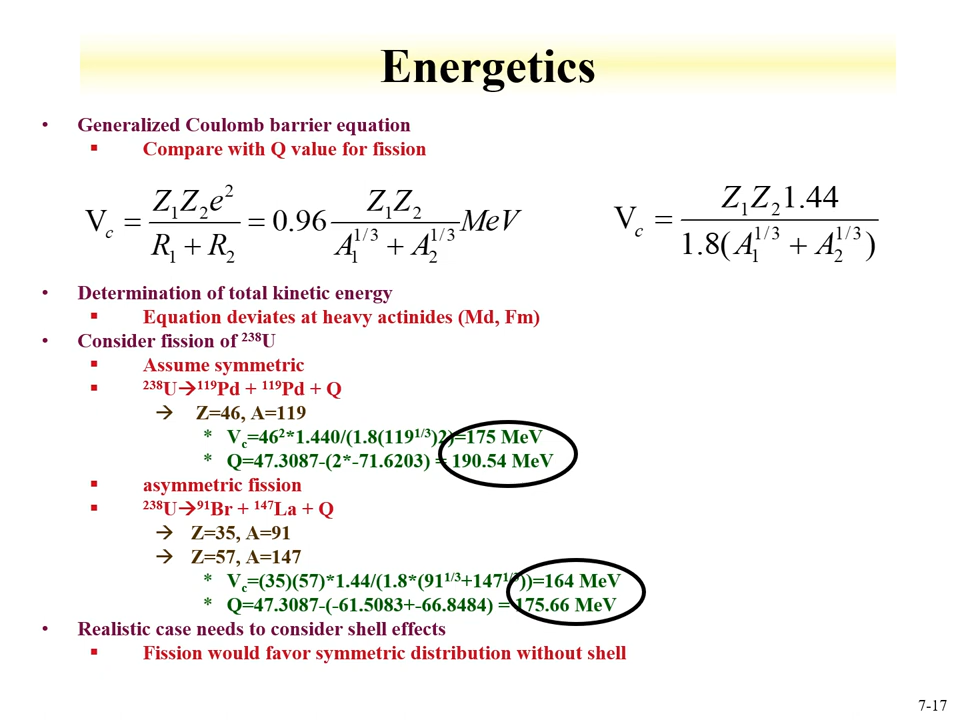 Energetics
• Generalized Coulomb barrier equation
▪ Compare with Q value for fission
V_c = Z₁Z₂e² / (R₁ + R₂) = 0.96 Z₁Z₂ / (A₁^{1/3} + A₂^{1/3}) MeV
V_c = Z₁Z₂1.44 / 1.8(A₁^{1/3} + A₂^{1/3})
• Determination of total kinetic energy
▪ Equation deviates at heavy actinides (Md, Fm)
• Consider fission of ²³⁸U
▪ Assume symmetric
▪ ²³⁸U→¹¹⁹Pd + ¹¹⁹Pd + Q
→ Z=46, A=119
* V_c=46²*1.440/(1.8(119^{1/3})2)=175 MeV
* Q=47.3087-(2*-71.6203) = 190.54 MeV
▪ asymmetric fission
▪ ²³⁸U→⁹¹Br + ¹⁴⁷La + Q
→ Z=35, A=91
→ Z=57, A=147
* V_c=(35)(57)*1.44/(1.8*(91^{1/3}+147^{1/3}))=164 MeV
* Q=47.3087-(-61.5083+-66.8484) = 175.66 MeV
• Realistic case needs to consider shell effects
▪ Fission would favor symmetric distribution without shell
7-17